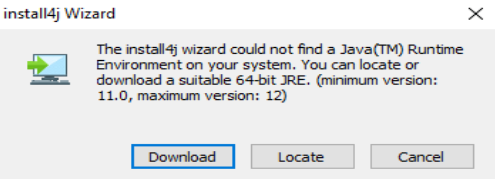 install4j Wizard
The install4j wizard could not find a Java(TM) Runtime
Environment on your system. You can locate or
download a suitable 64-bit JRE. (minimum version:
11.0, maximum version: 12)
Download Locate Cancel